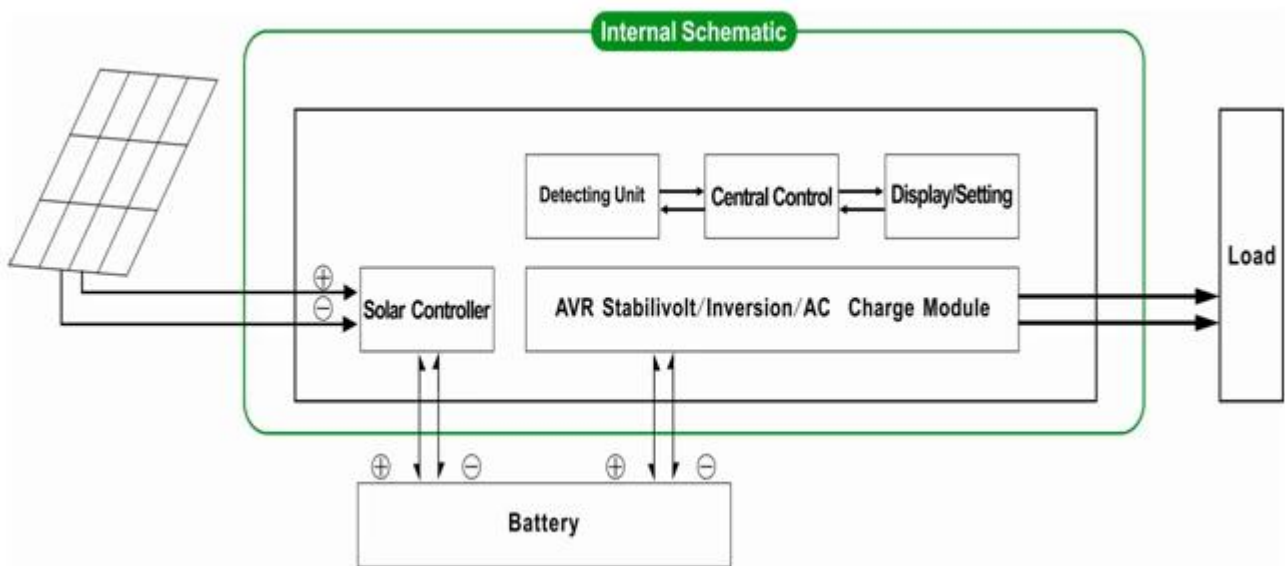 Internal Schematic
Detecting Unit
Central Control
Display/Setting
Load
⊕
⊖
Solar Controller
AVR Stabilivolt/Inversion/AC Charge Module
⊕ ⊖ ⊕ ⊖
Battery